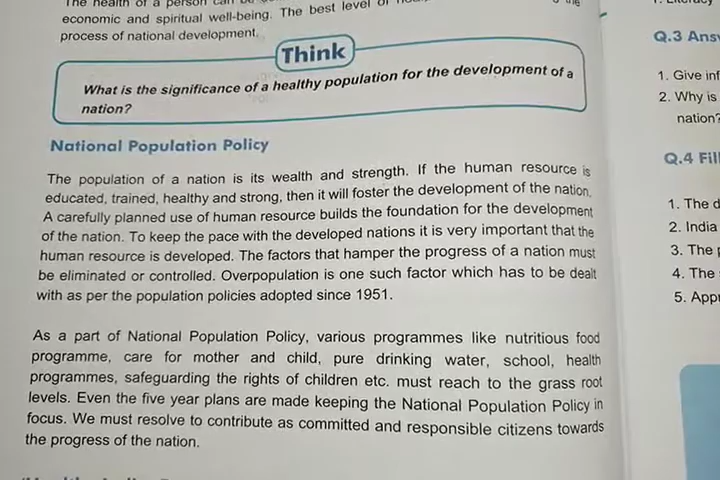 The health of a person can
economic and spiritual well-being. The best level of
process of national development.
Think
What is the significance of a healthy population for the development of a
nation?
National Population Policy
The population of a nation is its wealth and strength. If the human resource is
educated, trained, healthy and strong, then it will foster the development of the nation.
A carefully planned use of human resource builds the foundation for the development
of the nation. To keep the pace with the developed nations it is very important that the
human resource is developed. The factors that hamper the progress of a nation must
be eliminated or controlled. Overpopulation is one such factor which has to be dealt
with as per the population policies adopted since 1951.
As a part of National Population Policy, various programmes like nutritious food
programme, care for mother and child, pure drinking water, school, health
programmes, safeguarding the rights of children etc. must reach to the grass root
levels. Even the five year plans are made keeping the National Population Policy in
focus. We must resolve to contribute as committed and responsible citizens towards
the progress of the nation.
Q.3 Ans
1. Give inf
2. Why is
nation?
Q.4 Fill
1. The d
2. India
3. The
4. The
5. App